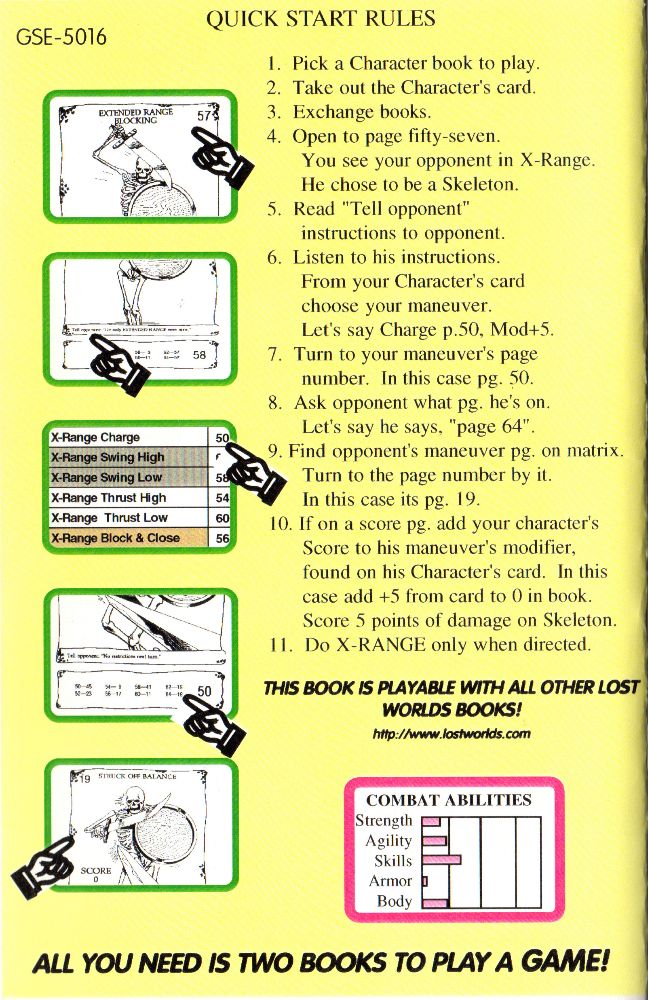 QUICK START RULES
GSE-5016
1. Pick a Character book to play.
2. Take out the Character's card.
3. Exchange books.
4. Open to page fifty-seven.
You see your opponent in X-Range.
He chose to be a Skeleton.
5. Read "Tell opponent"
instructions to opponent.
6. Listen to his instructions.
From your Character's card
choose your maneuver.
Let's say Charge p.50, Mod+5.
7. Turn to your maneuver's page
number. In this case pg. 50.
8. Ask opponent what pg. he's on.
Let's say he says, "page 64".
9. Find opponent's maneuver pg. on matrix.
Turn to the page number by it.
In this case its pg. 19.
10. If on a score pg. add your character's
Score to his maneuver's modifier,
found on his Character's card. In this
case add +5 from card to 0 in book.
Score 5 points of damage on Skeleton.
11. Do X-RANGE only when directed.
THIS BOOK IS PLAYABLE WITH ALL OTHER LOST
WORLDS BOOKS!
http://www.lostworlds.com
EXTENDED RANGE
BLOCKING
57
58
X-Range Charge 50
X-Range Swing High
X-Range Swing Low 58
X-Range Thrust High 54
X-Range Thrust Low 60
X-Range Block & Close 56
Tell opponent: "No restrictions next turn."
50
19 STRUCK OFF BALANCE
SCORE
0
COMBAT ABILITIES
Strength
Agility
Skills
Armor
Body
ALL YOU NEED IS TWO BOOKS TO PLAY A GAME!